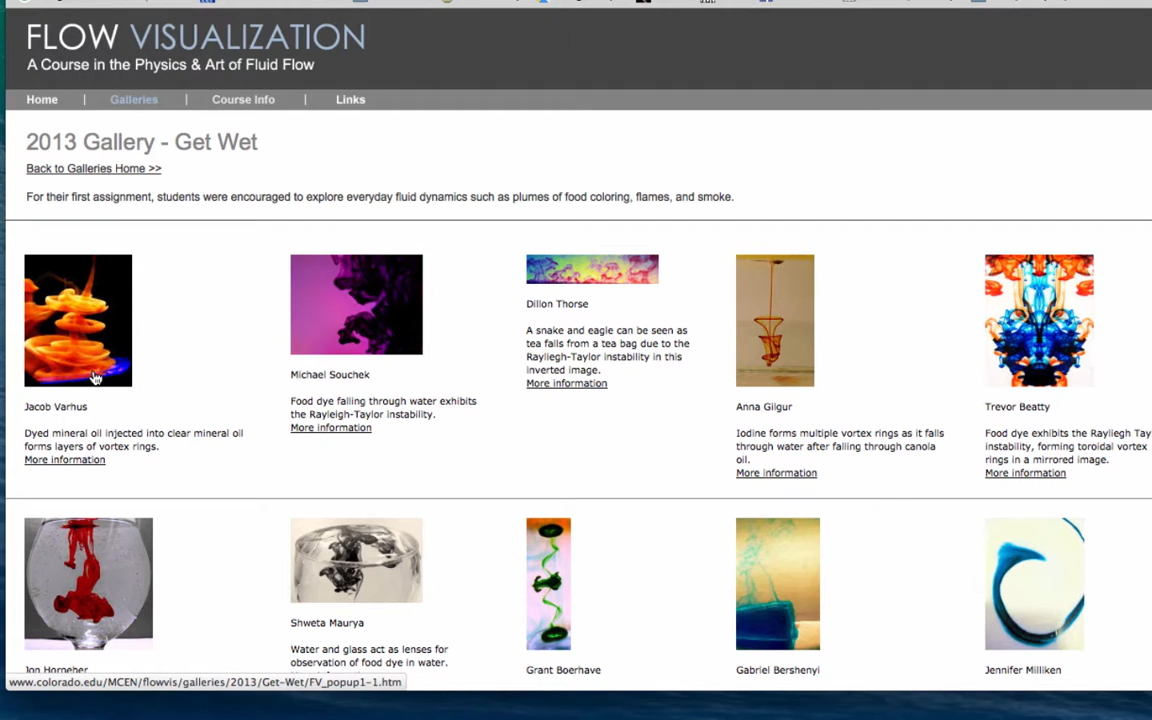 FLOW VISUALIZATION
A Course in the Physics & Art of Fluid Flow
Home | Galleries | Course Info | Links
2013 Gallery - Get Wet
Back to Galleries Home >>
For their first assignment, students were encouraged to explore everyday fluid dynamics such as plumes of food coloring, flames, and smoke.
Jacob Varhus
Dyed mineral oil injected into clear mineral oil
forms layers of vortex rings.
More information
Michael Souchek
Food dye falling through water exhibits
the Rayleigh-Taylor instability.
More information
Dillon Thorse
A snake and eagle can be seen as
tea falls from a tea bag due to the
Rayliegh-Taylor instability in this
inverted image.
More information
Anna Gilgur
Iodine forms multiple vortex rings as it falls
through water after falling through canola
oil.
More information
Trevor Beatty
Food dye exhibits the Rayliegh Tay
instability, forming toroidal vortex
rings in a mirrored image.
More information
Jon Horneber
Shweta Maurya
Water and glass act as lenses for
observation of food dye in water.
Grant Boerhave
Gabriel Bershenyi
Jennifer Milliken
www.colorado.edu/MCEN/flowvis/galleries/2013/Get-Wet/FV_popup1-1.htm